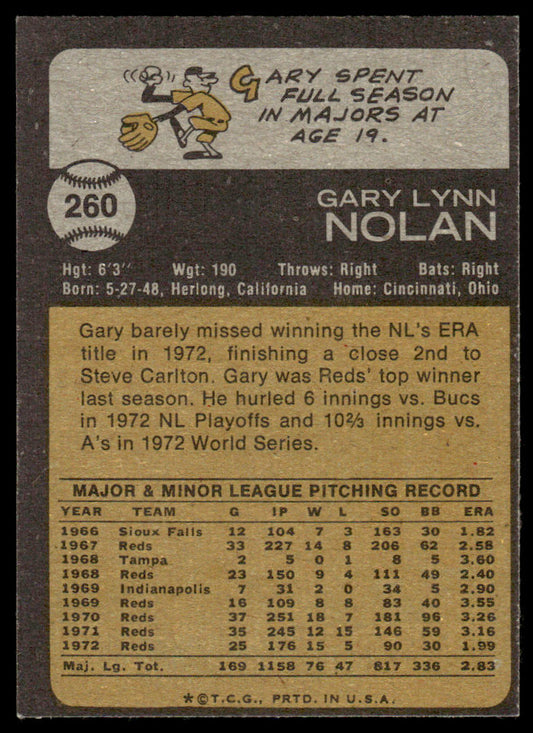 GARY SPENT
FULL SEASON
IN MAJORS AT
AGE 19.
260
GARY LYNN
NOLAN
Hgt: 6'3" Wgt: 190 Throws: Right Bats: Right
Born: 5-27-48, Herlong, California Home: Cincinnati, Ohio
Gary barely missed winning the NL's ERA
title in 1972, finishing a close 2nd to
Steve Carlton. Gary was Reds' top winner
last season. He hurled 6 innings vs. Bucs
in 1972 NL Playoffs and 10⅔ innings vs.
A's in 1972 World Series.
MAJOR & MINOR LEAGUE PITCHING RECORD
YEAR TEAM G IP W L SO BB ERA
1966 Sioux Falls 12 104 7 3 163 30 1.82
1967 Reds 33 227 14 8 206 62 2.58
1968 Tampa 2 5 0 1 8 5 3.60
1968 Reds 23 150 9 4 111 49 2.40
1969 Indianapolis 7 31 2 0 34 5 2.90
1969 Reds 16 109 8 8 83 40 3.55
1970 Reds 37 251 18 7 181 96 3.26
1971 Reds 35 245 12 15 146 59 3.16
1972 Reds 25 176 15 5 90 30 1.99
Maj. Lg. Tot. 169 1158 76 47 817 336 2.83
*©T.C.G., PRTD. IN U.S.A.